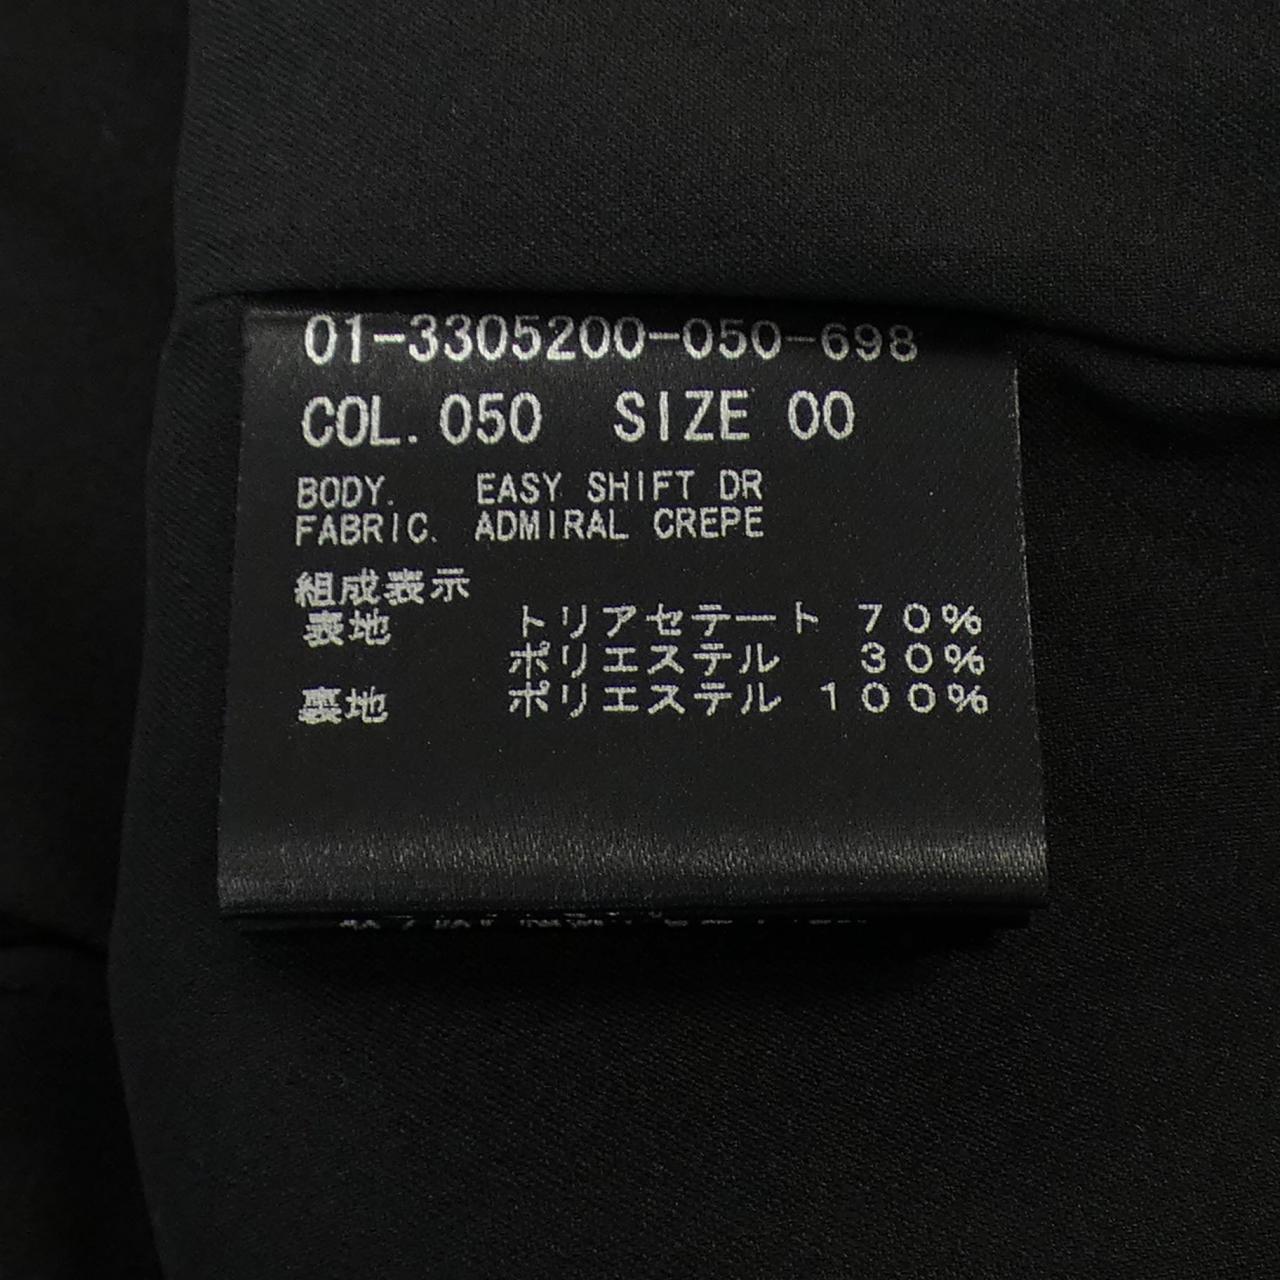 01-3305200-050-698
COL. 050 SIZE 00
BODY. EASY SHIFT DR
FABRIC. ADMIRAL CREPE
組成表示
表地 トリアセテート 70%
ポリエステル 30%
裏地 ポリエステル 100%